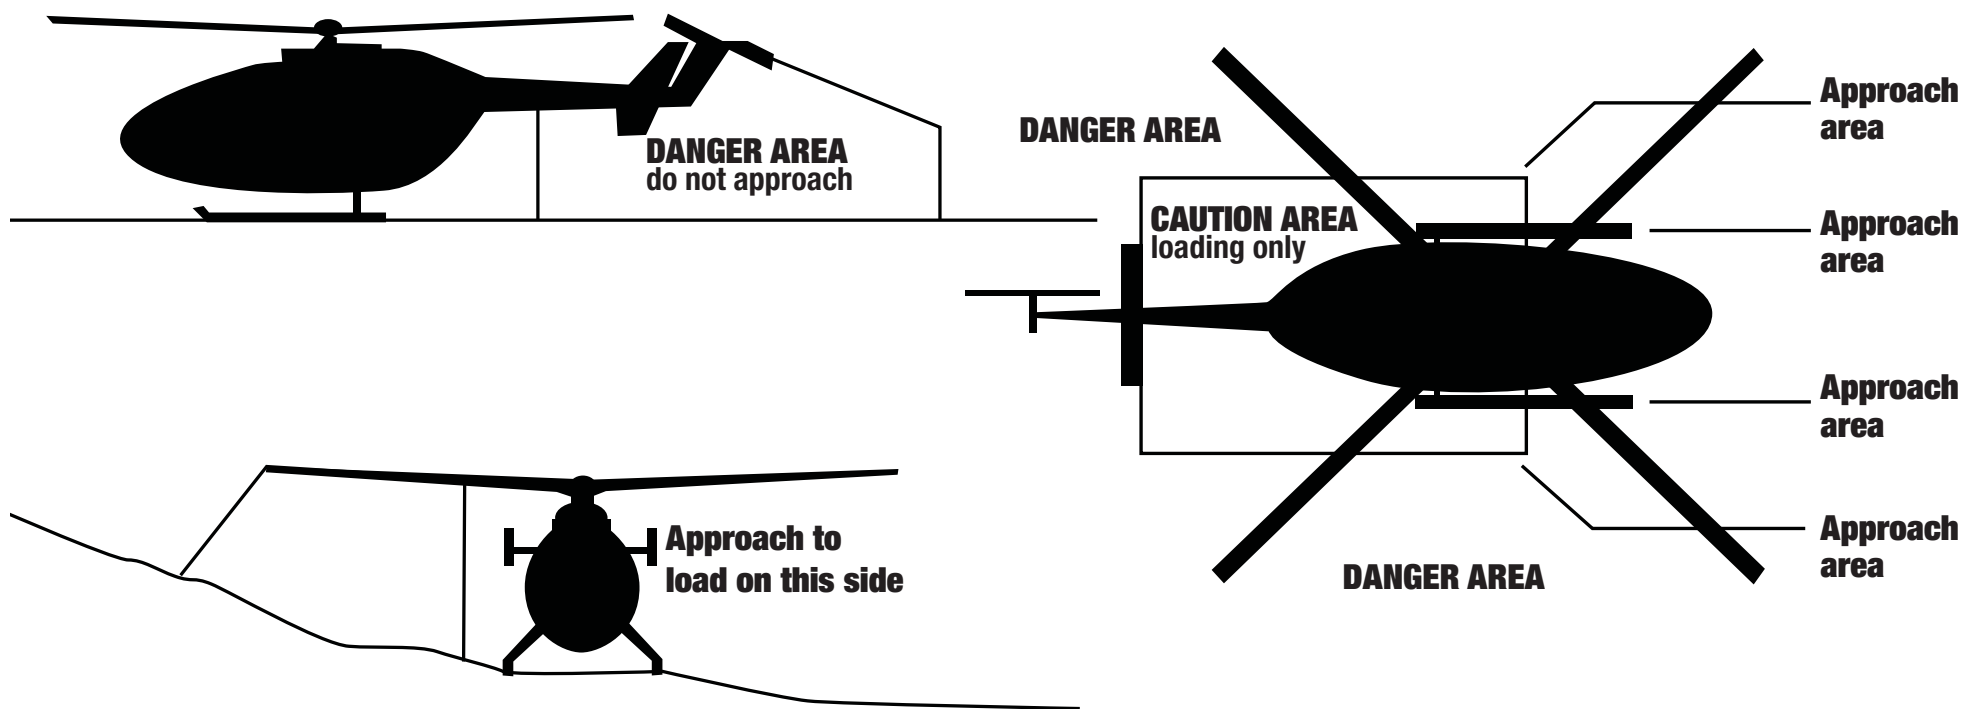 DANGER AREA
do not approach
DANGER AREA
CAUTION AREA
loading only
Approach
area
Approach
area
Approach
area
Approach
area
Approach to
load on this side
DANGER AREA